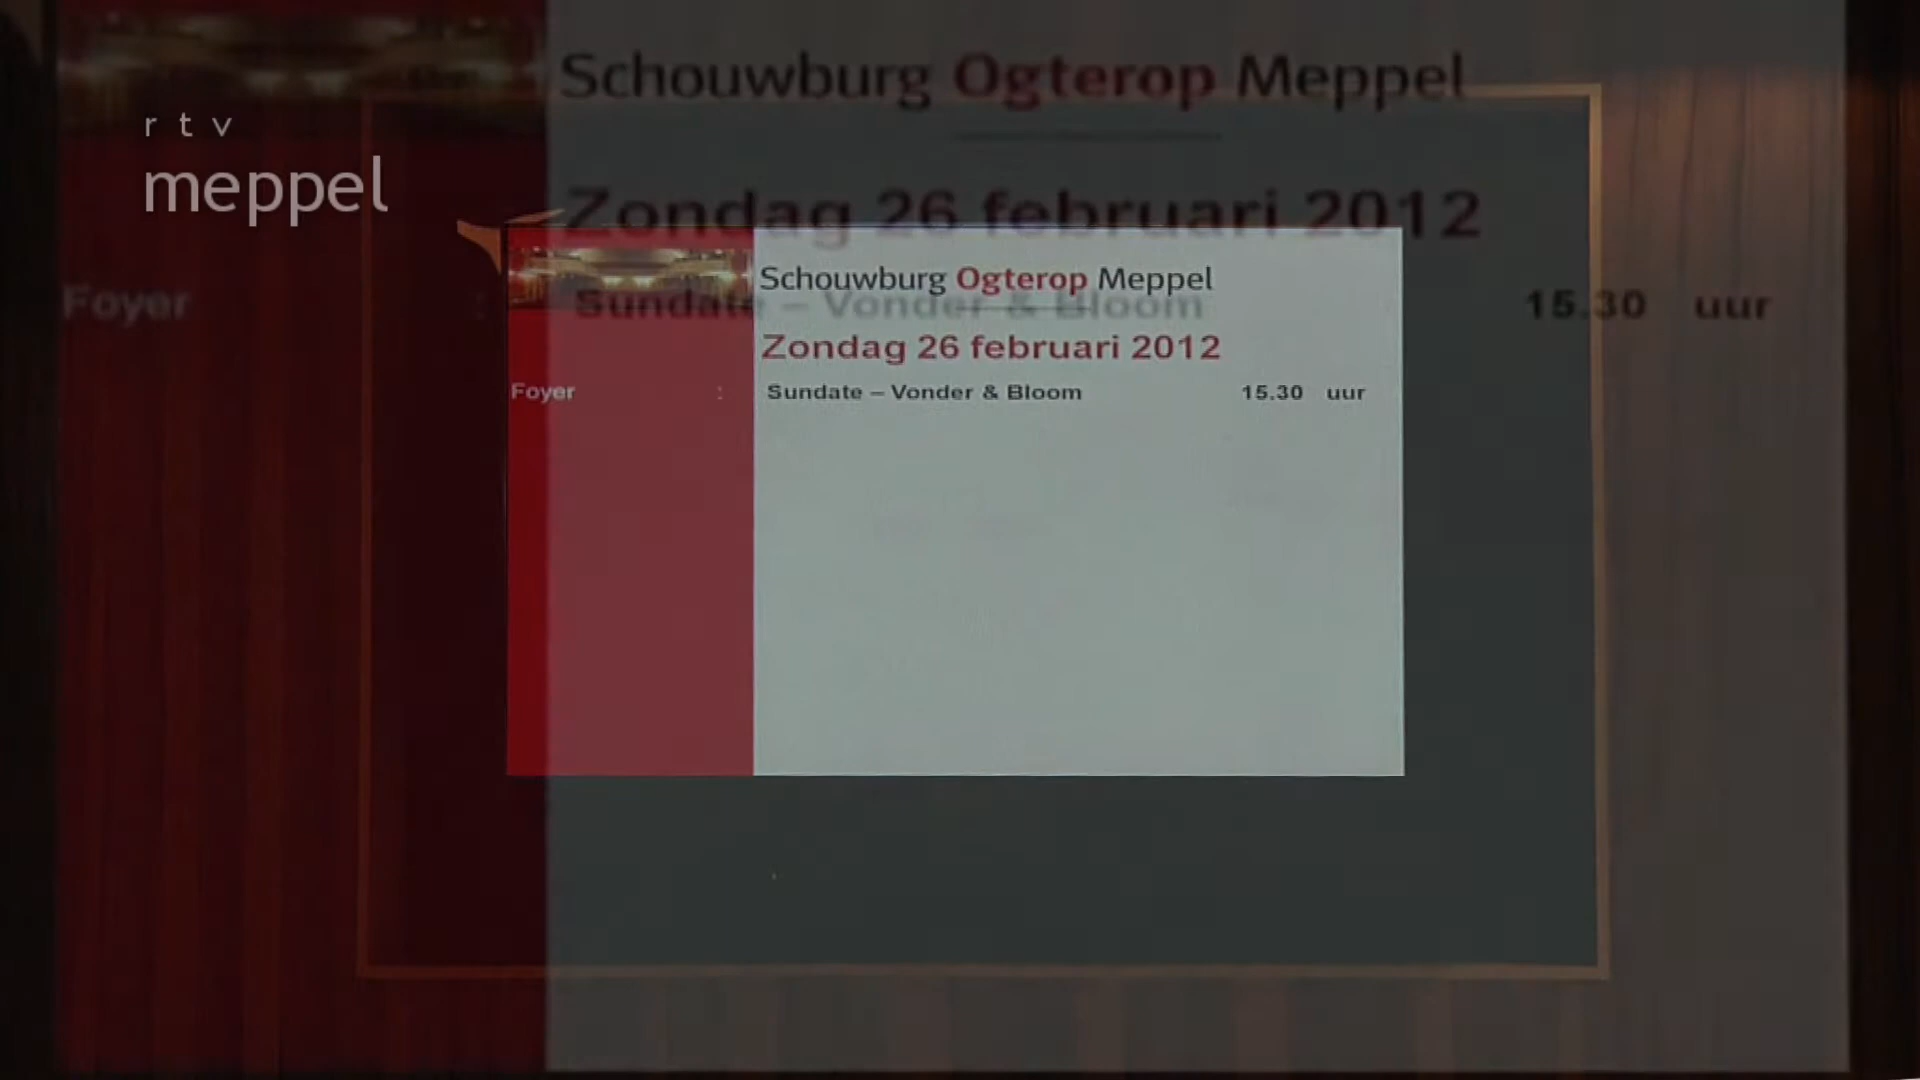 rtv
meppel
Schouwburg Ogterop Meppel
Zondag 26 februari 2012
Foyer : Sundate – Vonder & Bloom 15.30 uur
Schouwburg Ogterop Meppel
Zondag 26 februari 2012
Foyer : Sundate – Vonder & Bloom 15.30 uur